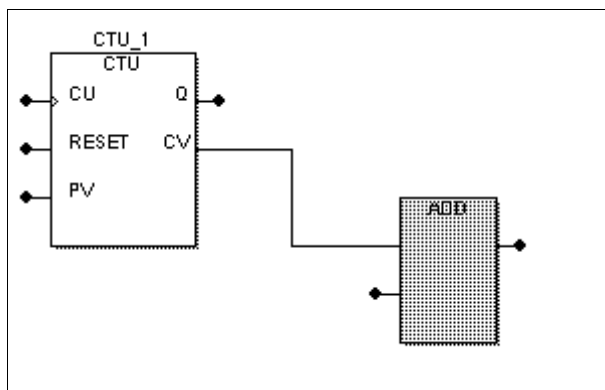 CTU_1
CTU
CU Q
RESET CV
PV
ADD